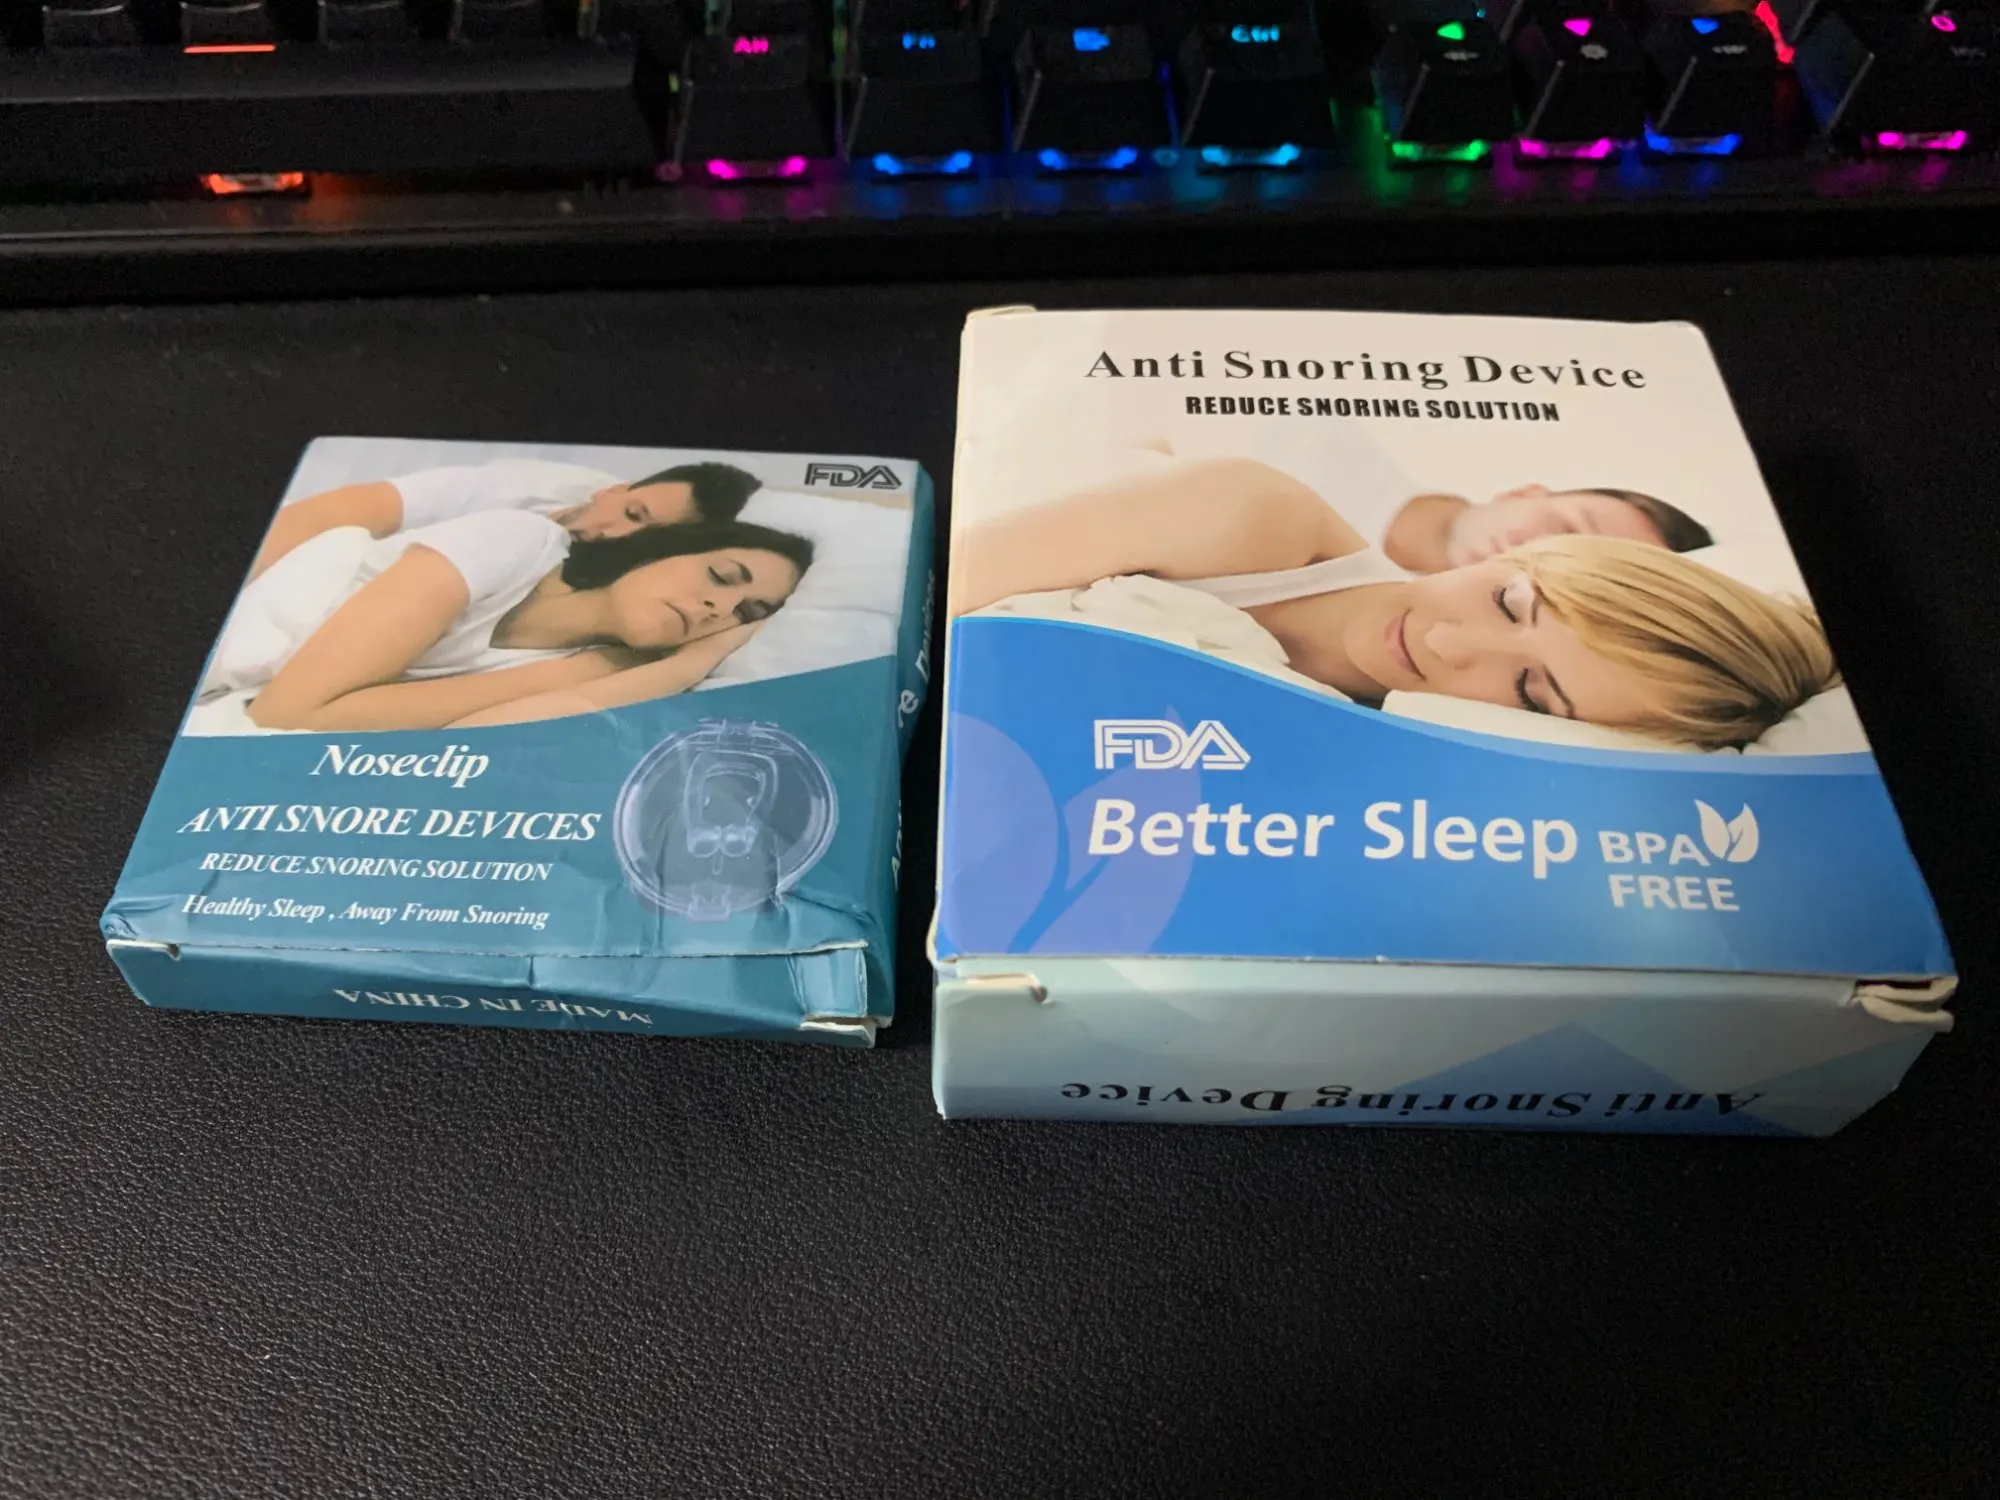 Alt
Fn
Ctrl
FDA
Noseclip
ANTI SNORE DEVICES
REDUCE SNORING SOLUTION
Healthy Sleep , Away From Snoring
MADE IN CHINA
Anti Snoring Device
REDUCE SNORING SOLUTION
FDA
Better Sleep
BPA
FREE
Anti Snoring Device